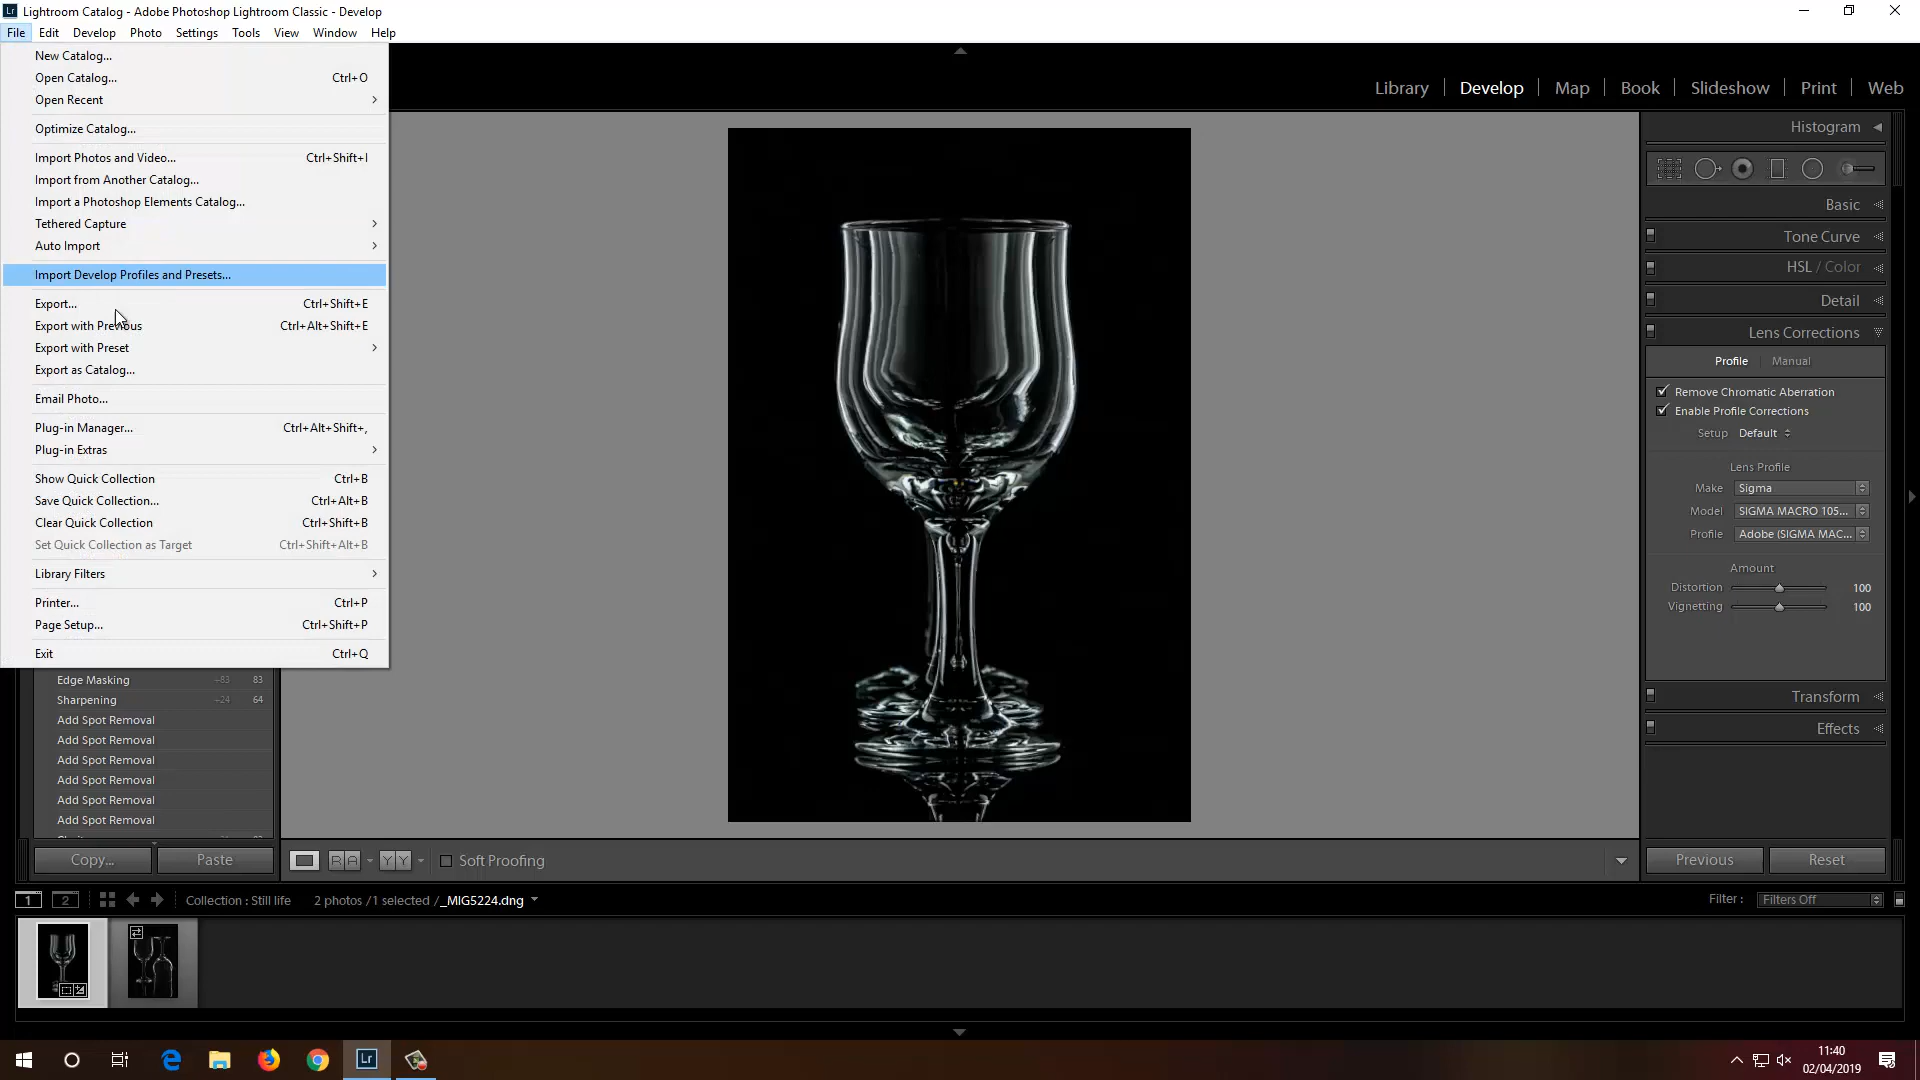 Lightroom Catalog - Adobe Photoshop Lightroom Classic - Develop
File Edit Develop Photo Settings Tools View Window Help
New Catalog...
Open Catalog... Ctrl+O
Open Recent
Optimize Catalog...
Import Photos and Video... Ctrl+Shift+I
Import from Another Catalog...
Import a Photoshop Elements Catalog...
Tethered Capture
Auto Import
Import Develop Profiles and Presets...
Export... Ctrl+Shift+E
Export with Previous Ctrl+Alt+Shift+E
Export with Preset
Export as Catalog...
Email Photo...
Plug-in Manager... Ctrl+Alt+Shift+,
Plug-in Extras
Show Quick Collection Ctrl+B
Save Quick Collection... Ctrl+Alt+B
Clear Quick Collection Ctrl+Shift+B
Set Quick Collection as Target Ctrl+Shift+Alt+B
Library Filters
Printer... Ctrl+P
Page Setup... Ctrl+Shift+P
Exit Ctrl+Q
Edge Masking +83 83
Sharpening +24 64
Add Spot Removal
Add Spot Removal
Add Spot Removal
Add Spot Removal
Add Spot Removal
Add Spot Removal
Copy... Paste
Library Develop Map Book Slideshow Print Web
Histogram
Basic
Tone Curve
HSL / Color
Detail
Lens Corrections
Profile Manual
Remove Chromatic Aberration
Enable Profile Corrections
Setup Default
Lens Profile
Make Sigma
Model SIGMA MACRO 105...
Profile Adobe (SIGMA MAC...
Amount
Distortion 100
Vignetting 100
Transform
Effects
R A Y Y Soft Proofing
Previous Reset
1 2 Collection : Still life 2 photos /1 selected /_MIG5224.dng Filter : Filters Off
Lr
Lr
11:40
02/04/2019